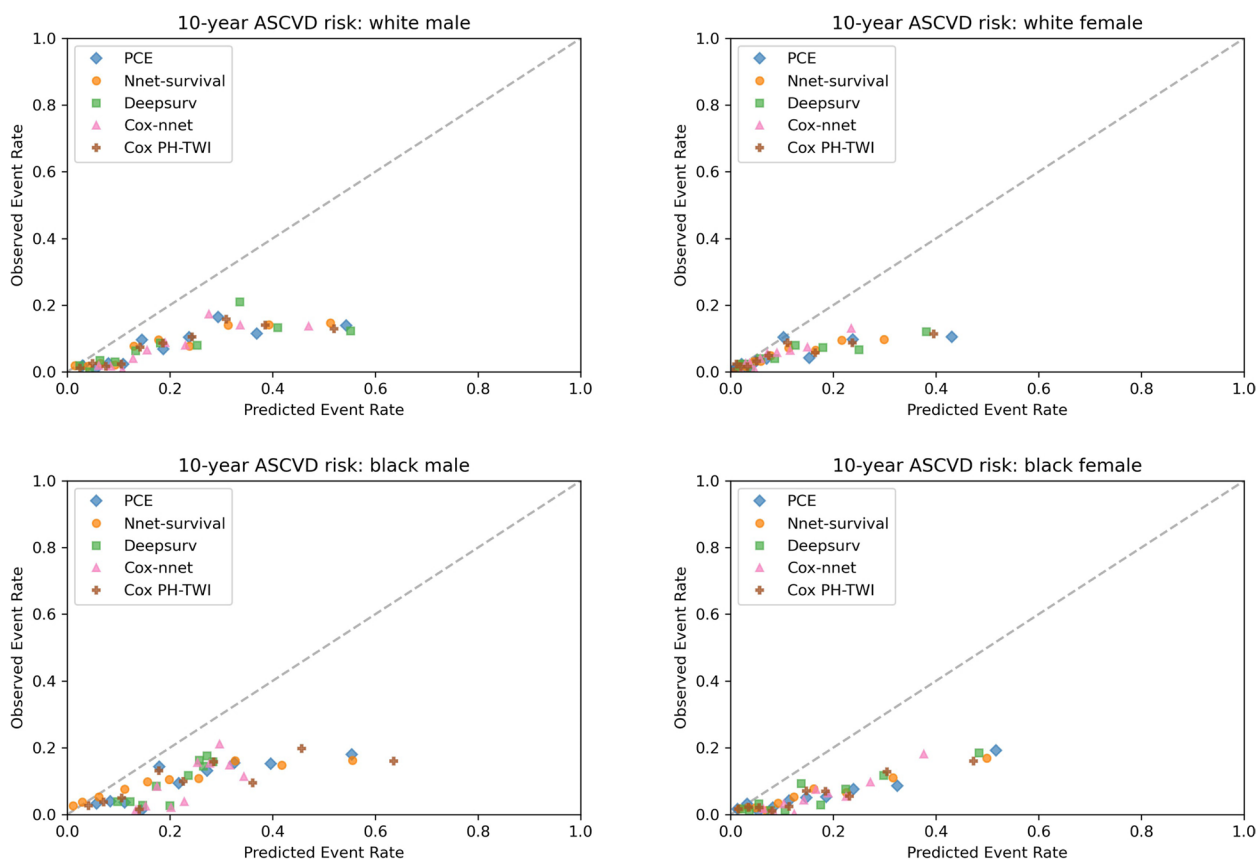 10-year ASCVD risk: white male
1.0
0.8
0.6
0.4
0.2
0.0
Observed Event Rate
PCE
Nnet-survival
Deepsurv
Cox-nnet
Cox PH-TWI
0.0 0.2 0.4 0.6 0.8 1.0
Predicted Event Rate
10-year ASCVD risk: white female
1.0
0.8
0.6
0.4
0.2
0.0
Observed Event Rate
PCE
Nnet-survival
Deepsurv
Cox-nnet
Cox PH-TWI
0.0 0.2 0.4 0.6 0.8 1.0
Predicted Event Rate
10-year ASCVD risk: black male
1.0
0.8
0.6
0.4
0.2
0.0
Observed Event Rate
PCE
Nnet-survival
Deepsurv
Cox-nnet
Cox PH-TWI
0.0 0.2 0.4 0.6 0.8 1.0
Predicted Event Rate
10-year ASCVD risk: black female
1.0
0.8
0.6
0.4
0.2
0.0
Observed Event Rate
PCE
Nnet-survival
Deepsurv
Cox-nnet
Cox PH-TWI
0.0 0.2 0.4 0.6 0.8 1.0
Predicted Event Rate